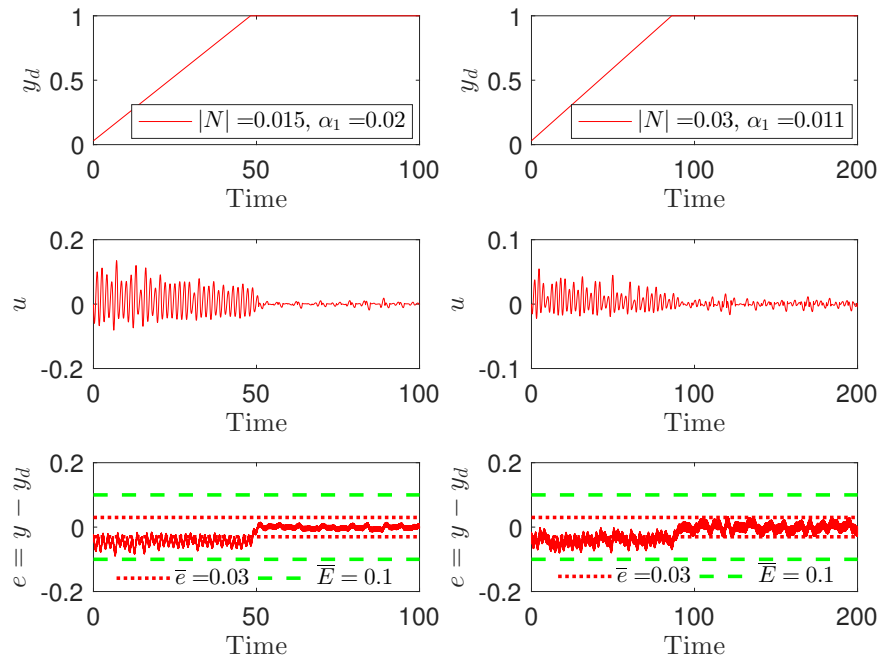 1
0.5
0
y_d
|N| =0.015, α_1 =0.02
0 50 100
Time
1
0.5
0
y_d
|N| =0.03, α_1 =0.011
0 100 200
Time
0.2
0
-0.2
u
0 50 100
Time
0.1
0
-0.1
u
0 100 200
Time
0.2
0
-0.2
e = y − y_d
e̅ =0.03 E̅ = 0.1
0 50 100
Time
0.2
0
-0.2
e = y − y_d
e̅ =0.03 E̅ = 0.1
0 100 200
Time